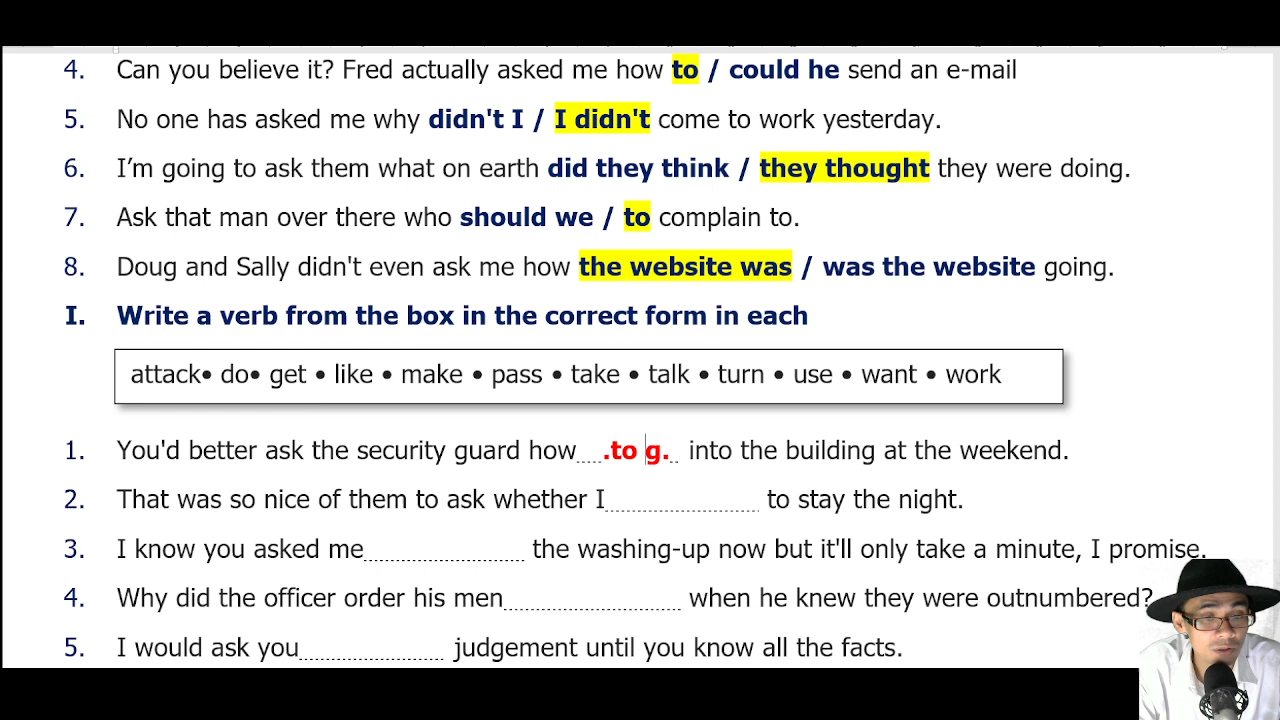 4. Can you believe it? Fred actually asked me how to / could he send an e-mail
5. No one has asked me why didn't I / I didn't come to work yesterday.
6. I’m going to ask them what on earth did they think / they thought they were doing.
7. Ask that man over there who should we / to complain to.
8. Doug and Sally didn't even ask me how the website was / was the website going.
I. Write a verb from the box in the correct form in each
attack• do• get • like • make • pass • take • talk • turn • use • want • work
1. You'd better ask the security guard how .to g. into the building at the weekend.
2. That was so nice of them to ask whether I to stay the night.
3. I know you asked me the washing-up now but it'll only take a minute, I promise.
4. Why did the officer order his men when he knew they were outnumbered?
5. I would ask you judgement until you know all the facts.